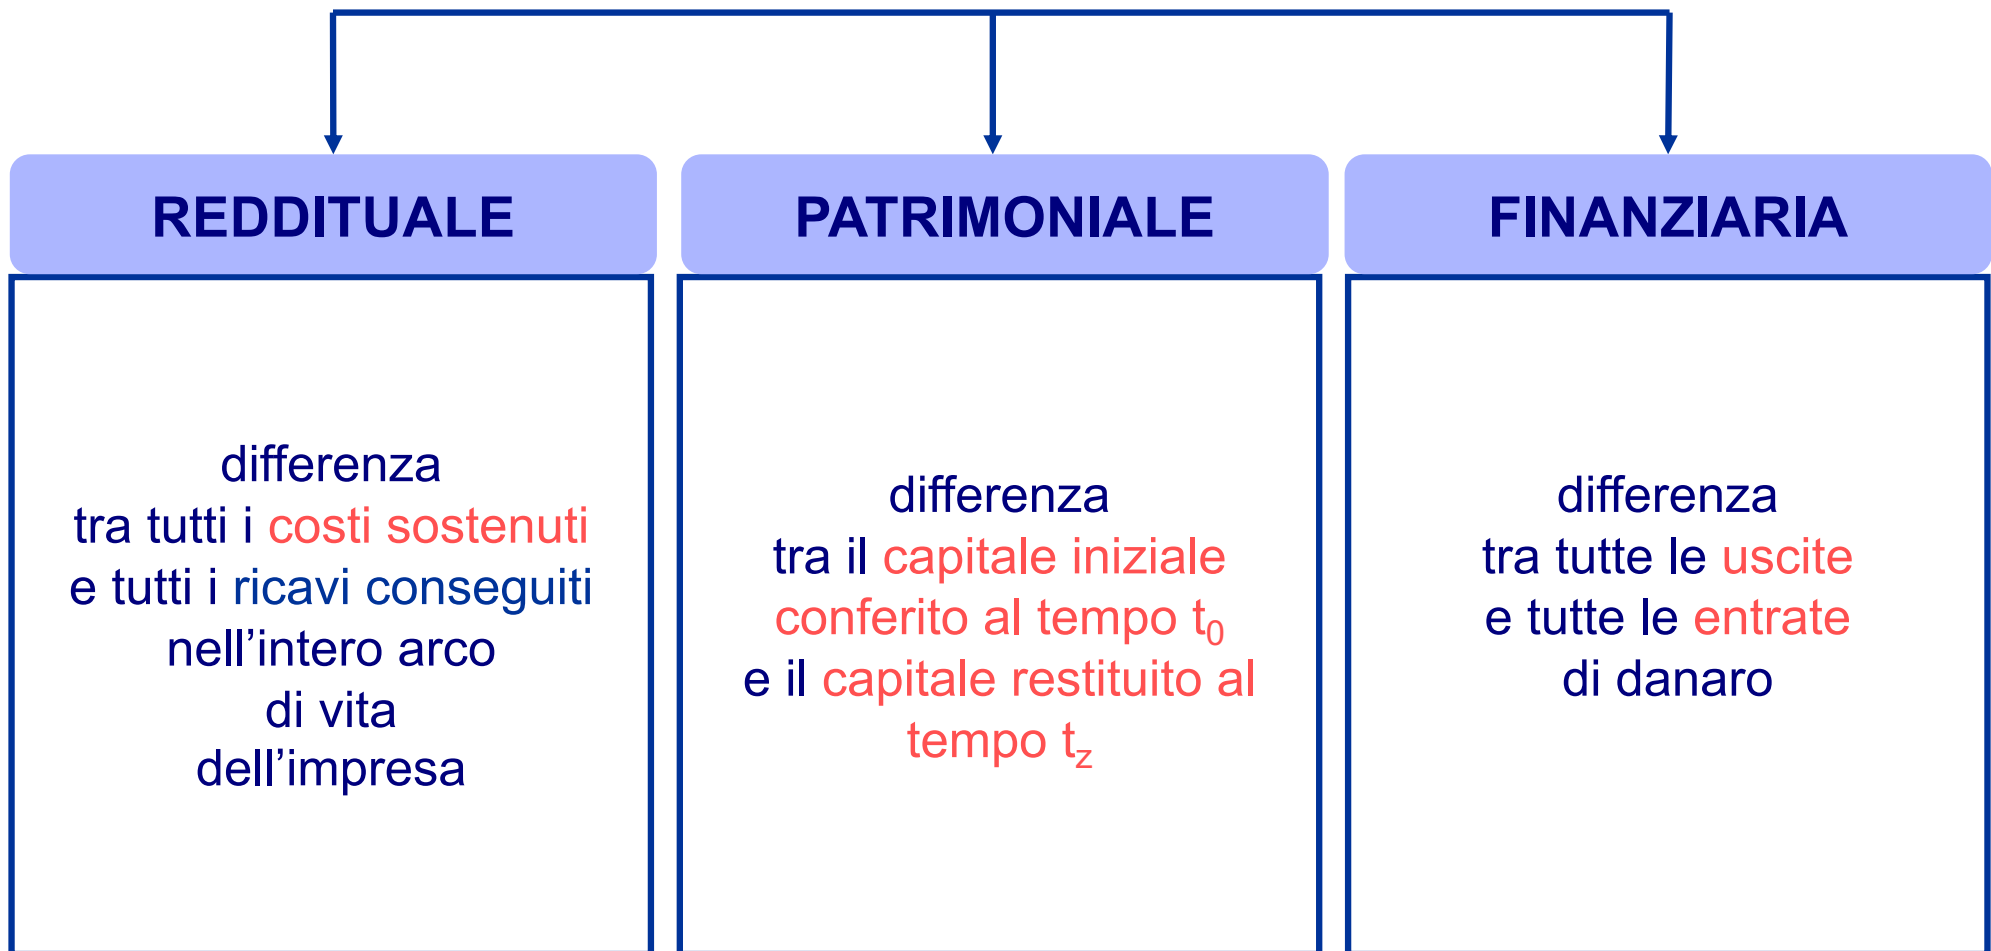 REDDITUALE
differenza
tra tutti i costi sostenuti
e tutti i ricavi conseguiti
nell’intero arco
di vita
dell’impresa
PATRIMONIALE
differenza
tra il capitale iniziale
conferito al tempo t₀
e il capitale restituito al
tempo t_z
FINANZIARIA
differenza
tra tutte le uscite
e tutte le entrate
di danaro